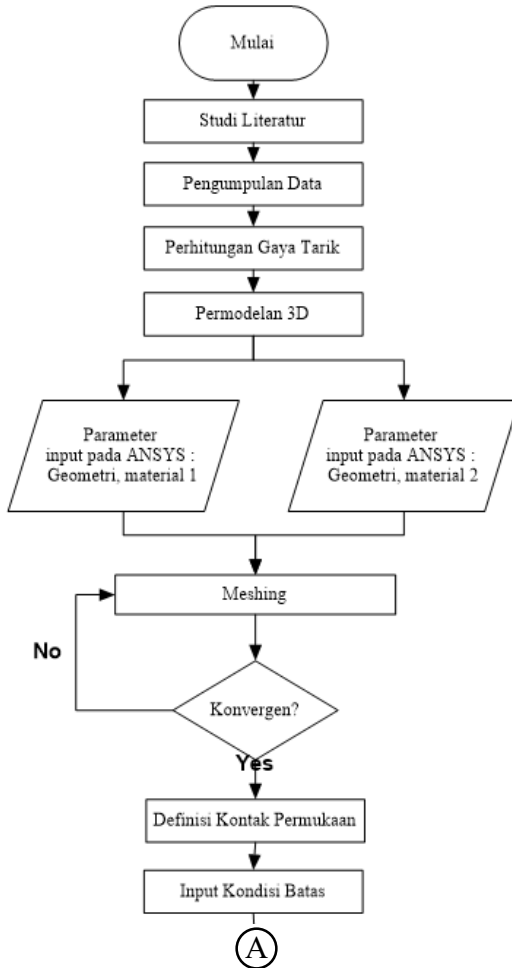 Mulai
Studi Literatur
Pengumpulan Data
Perhitungan Gaya Tarik
Permodelan 3D
Parameter
input pada ANSYS :
Geometri, material 1
Parameter
input pada ANSYS :
Geometri, material 2
Meshing
No
Konvergen?
Yes
Definisi Kontak Permukaan
Input Kondisi Batas
A